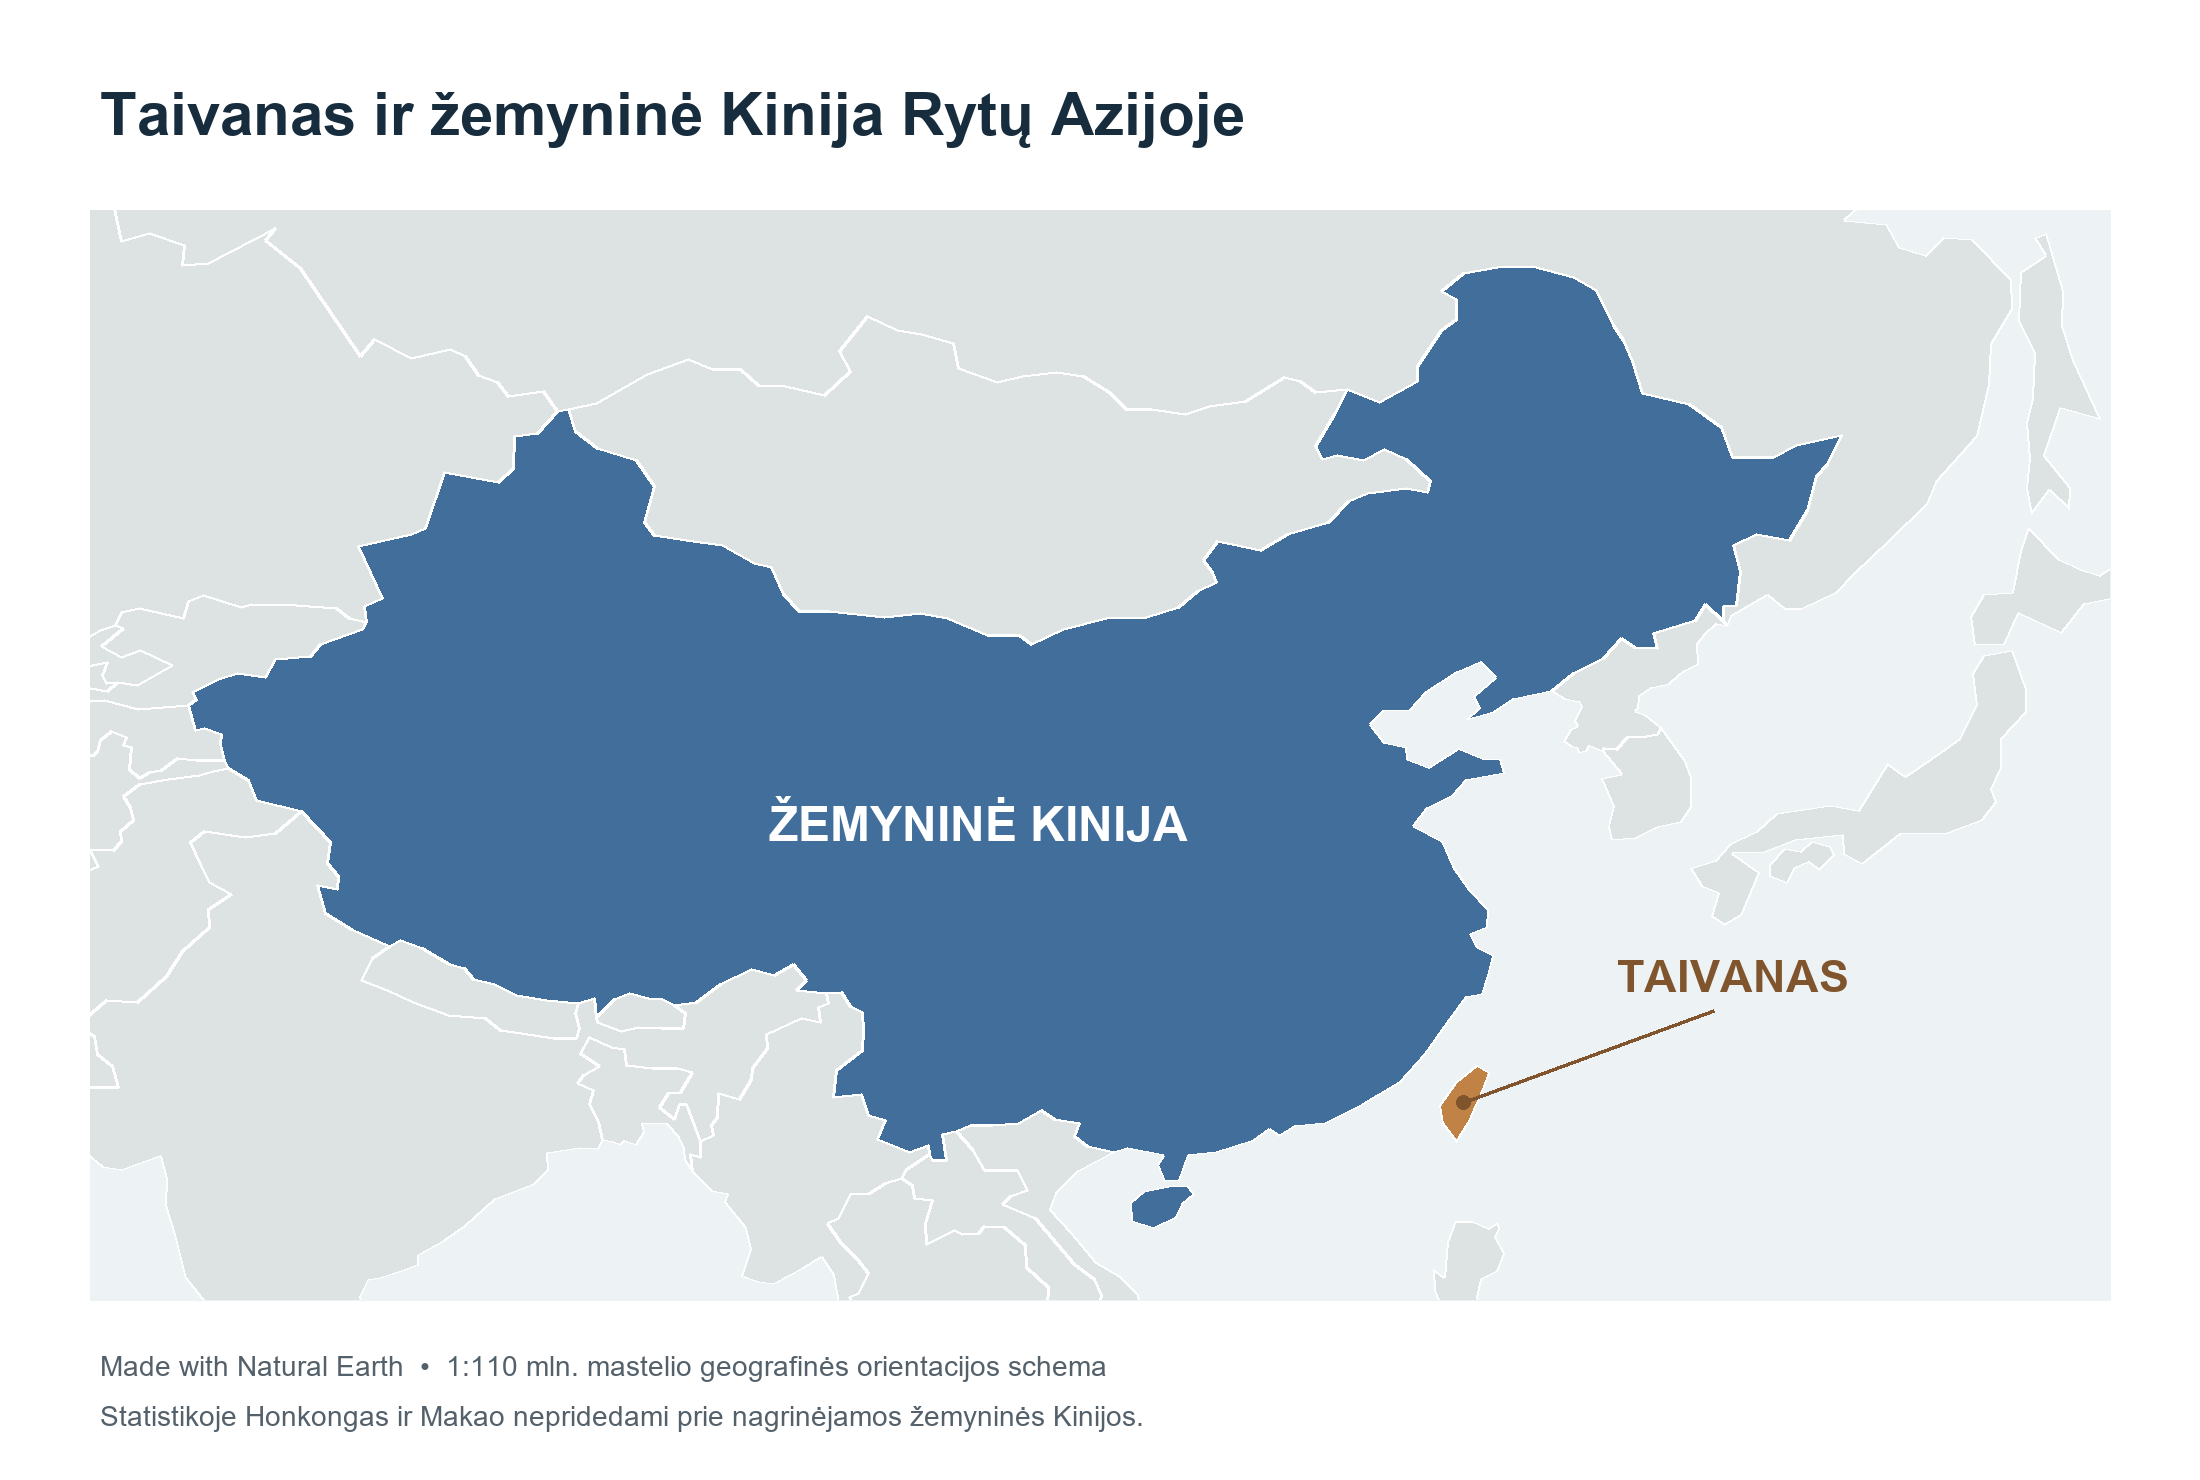 Taivanas ir žemyninė Kinija Rytų Azijoje
ŽEMYNINĖ KINIJA
TAIVANAS
Made with Natural Earth • 1:110 mln. mastelio geografinės orientacijos schema
Statistikoje Honkongas ir Makao nepridedami prie nagrinėjamos žemyninės Kinijos.